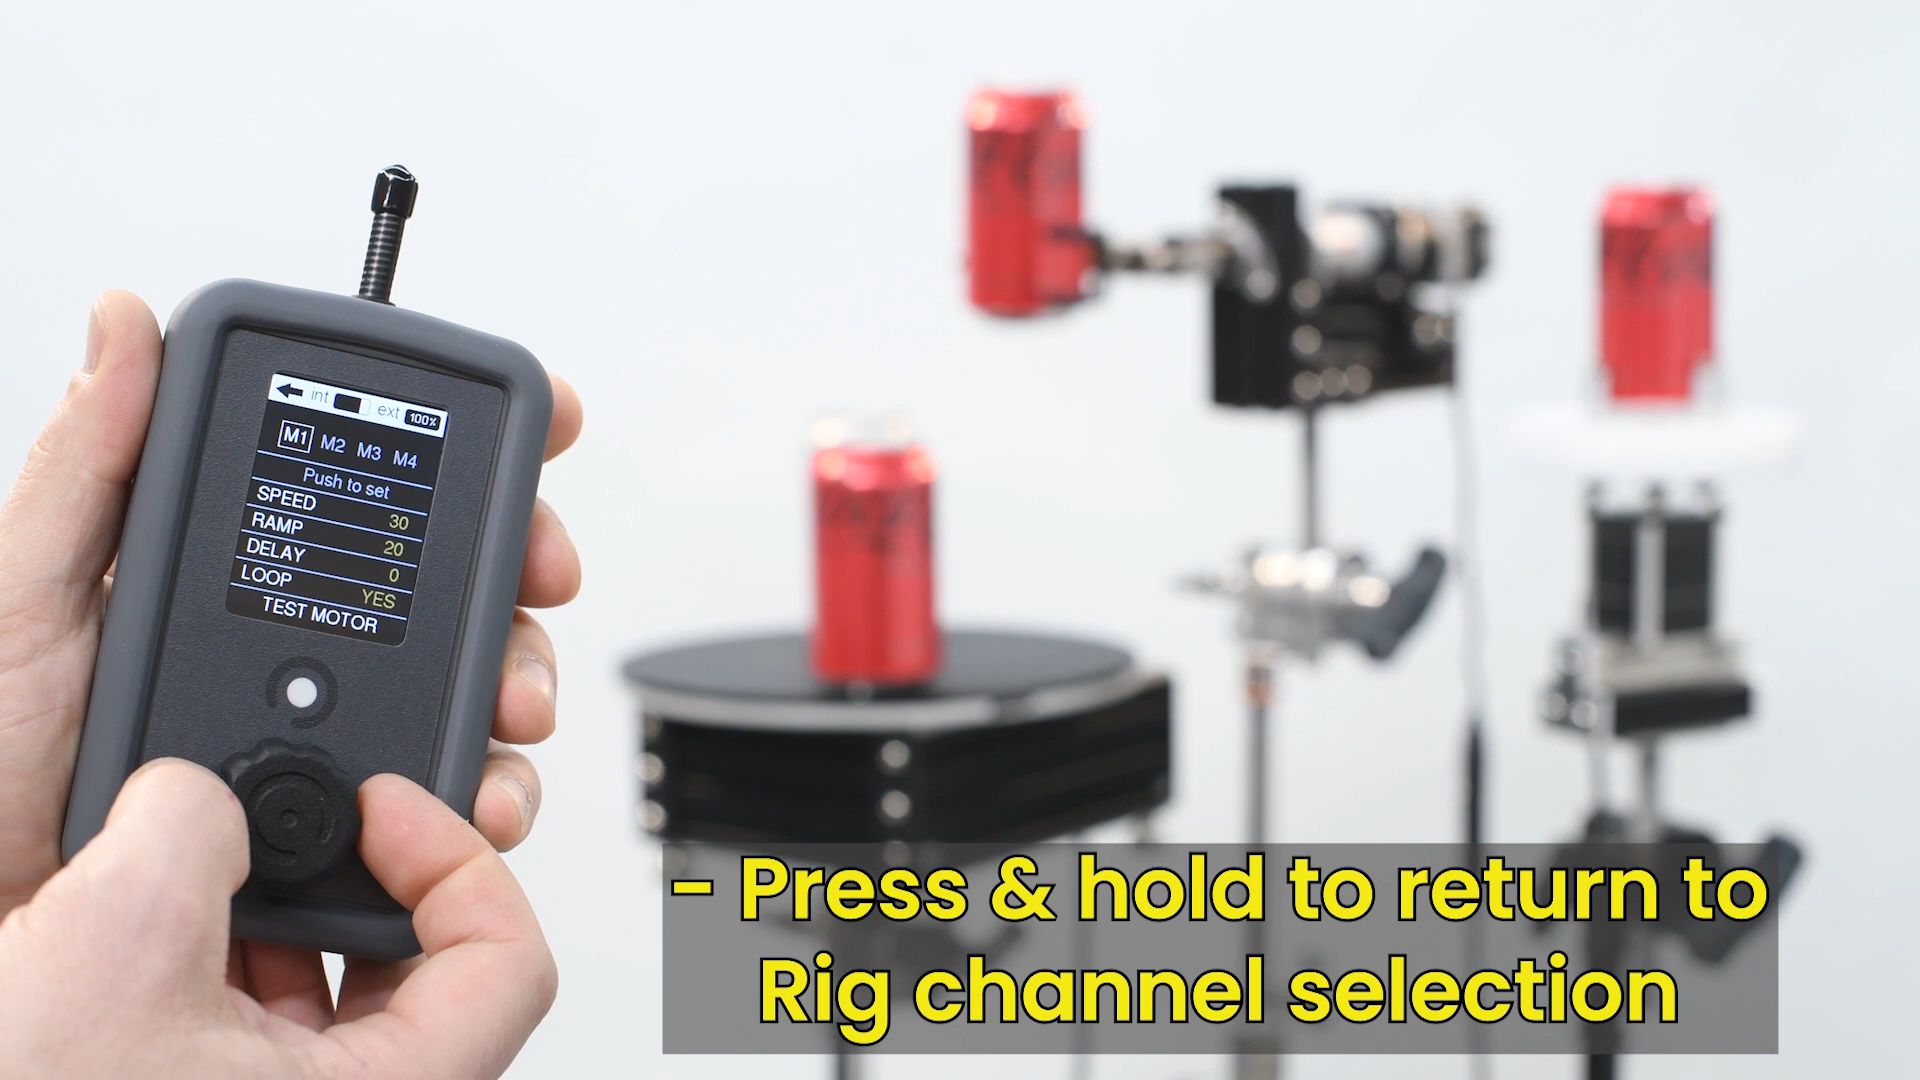 int ext 100%
M1 M2 M3 M4
Push to set
SPEED 30
RAMP 20
DELAY 0
LOOP YES
TEST MOTOR
- Press & hold to return to
Rig channel selection